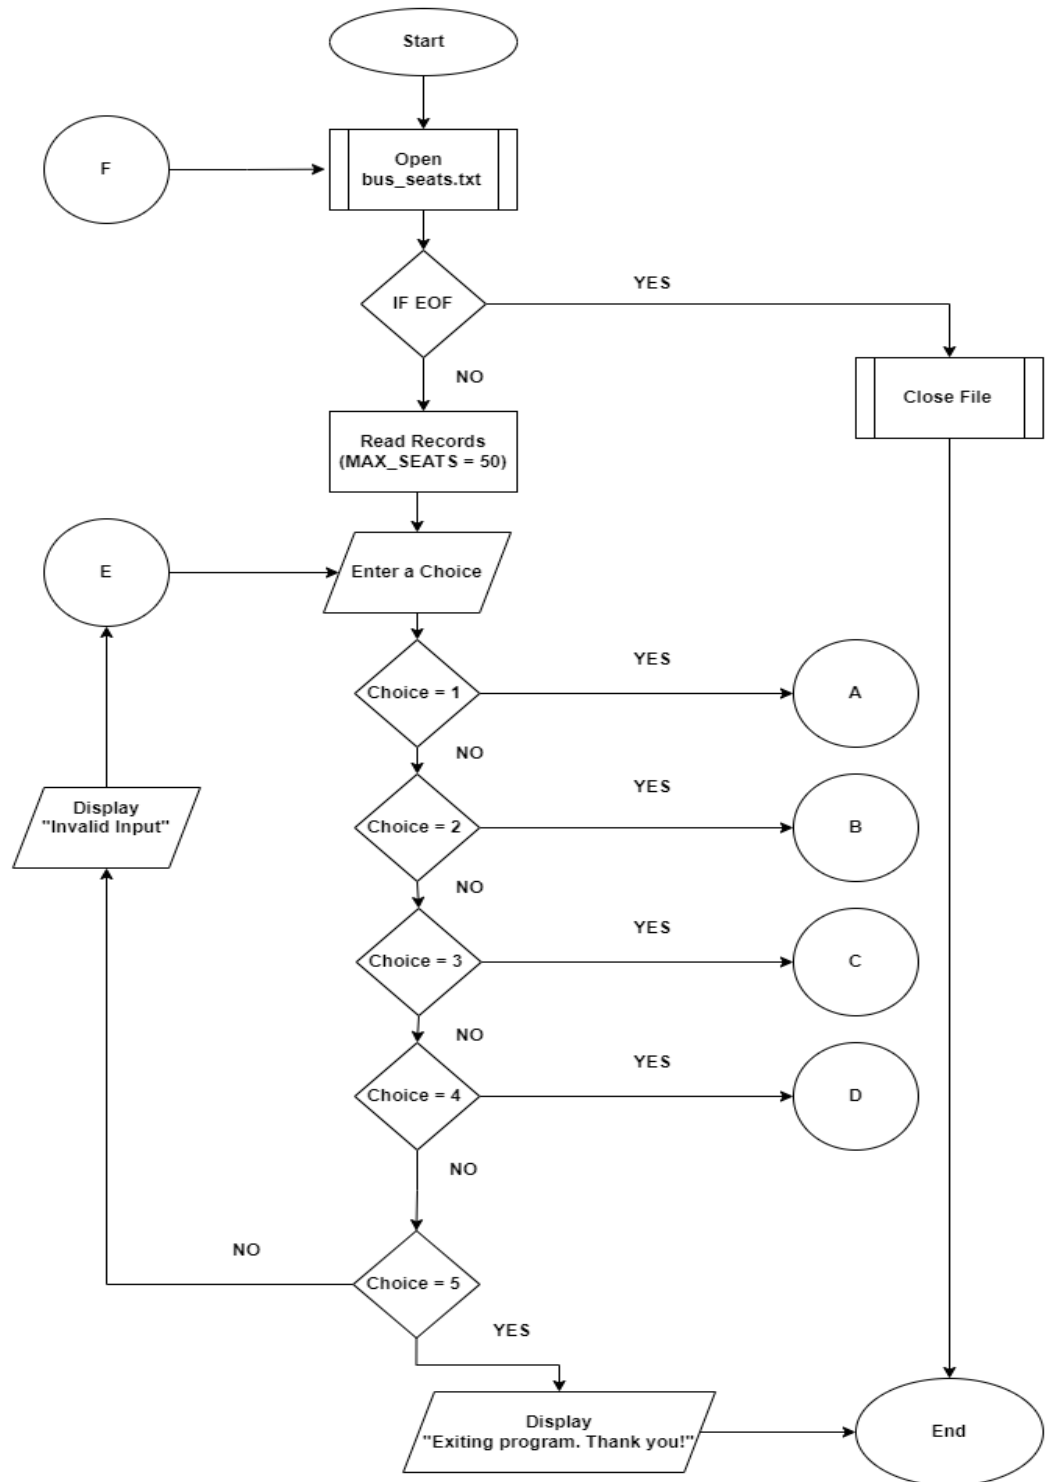 Start
F
Open
bus_seats.txt
YES
IF EOF
NO
Close File
Read Records
(MAX_SEATS = 50)
E
Enter a Choice
YES
Choice = 1
A
NO
YES
Display
"Invalid Input"
Choice = 2
B
NO
YES
Choice = 3
C
NO
YES
Choice = 4
D
NO
NO
Choice = 5
YES
Display
"Exiting program. Thank you!"
End